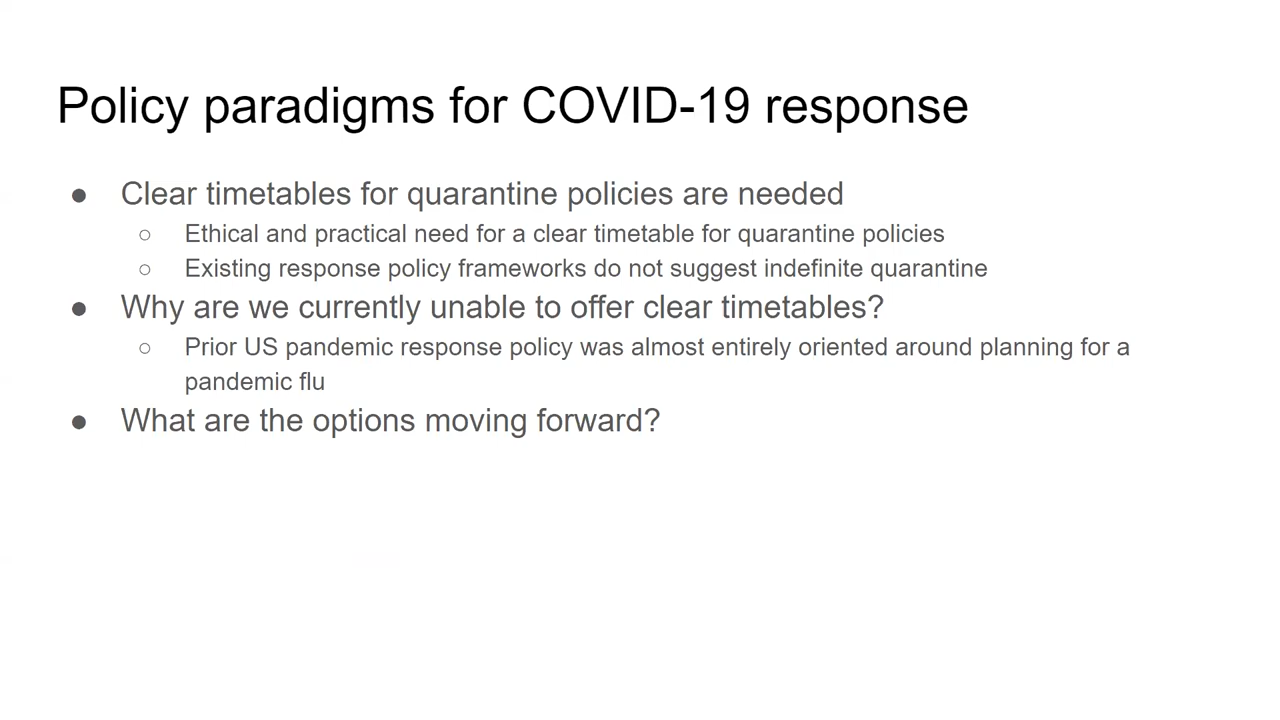 Policy paradigms for COVID-19 response
● Clear timetables for quarantine policies are needed
○ Ethical and practical need for a clear timetable for quarantine policies
○ Existing response policy frameworks do not suggest indefinite quarantine
● Why are we currently unable to offer clear timetables?
○ Prior US pandemic response policy was almost entirely oriented around planning for a
pandemic flu
● What are the options moving forward?